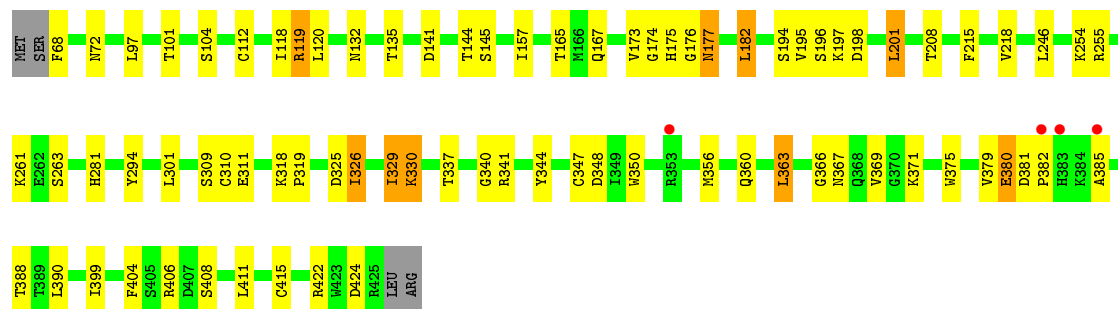 MET SER F68 N72 L97 T101 S104 C112 I118 R119 L120 N132 T135 D141 T144 S145 I157 T165 M166 Q167 V173 G174 H175 G176 N177 L182 S194 V195 S196 K197 D198 L201 T208 F215 V218 L246 K254 R255
K261 E262 S263 H281 Y294 L301 S309 C310 E311 K318 P319 D325 I326 I329 K330 T337 G340 R341 Y344 C347 D348 I349 W350 R353 M356 Q360 L363 G366 N367 Q368 V369 G370 K371 W375 V379 E380 D381 P382 H383 K384 A385
T388 T389 L390 I399 F404 S405 R406 D407 S408 L411 C415 R422 W423 D424 R425 LEU ARG